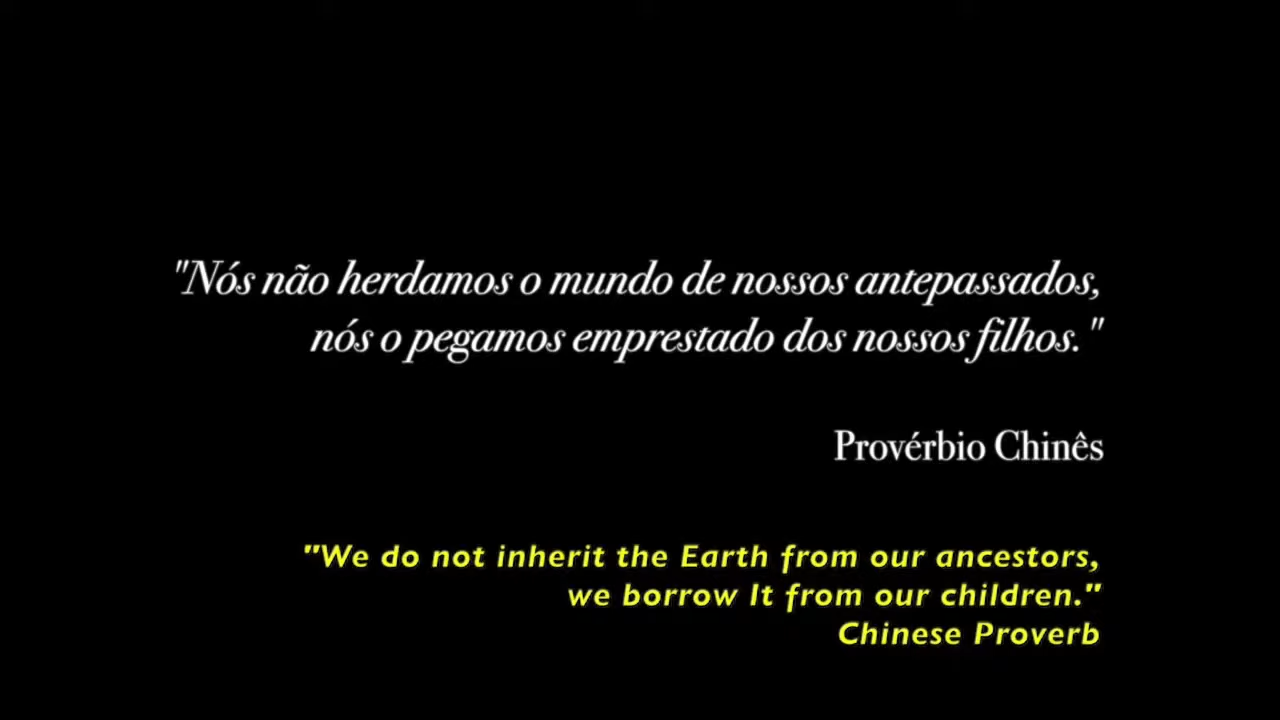 "Nós não herdamos o mundo de nossos antepassados,
nós o pegamos emprestado dos nossos filhos."
Provérbio Chinês
"We do not inherit the Earth from our ancestors,
we borrow It from our children."
Chinese Proverb